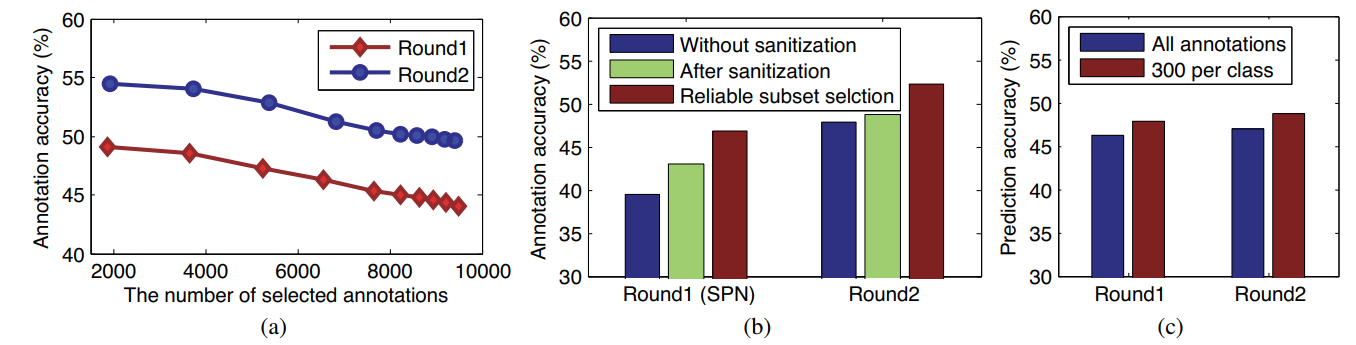 60
55
50
45
40
Annotation accuracy (%)
2000 4000 6000 8000 10000
The number of selected annotations
Round1
Round2
(a)
60
55
50
45
40
35
30
Annotation accuracy (%)
Without sanitization
After sanitization
Reliable subset selction
Round1 (SPN) Round2
(b)
60
55
50
45
40
35
30
Prediction accuracy (%)
All annotations
300 per class
Round1 Round2
(c)